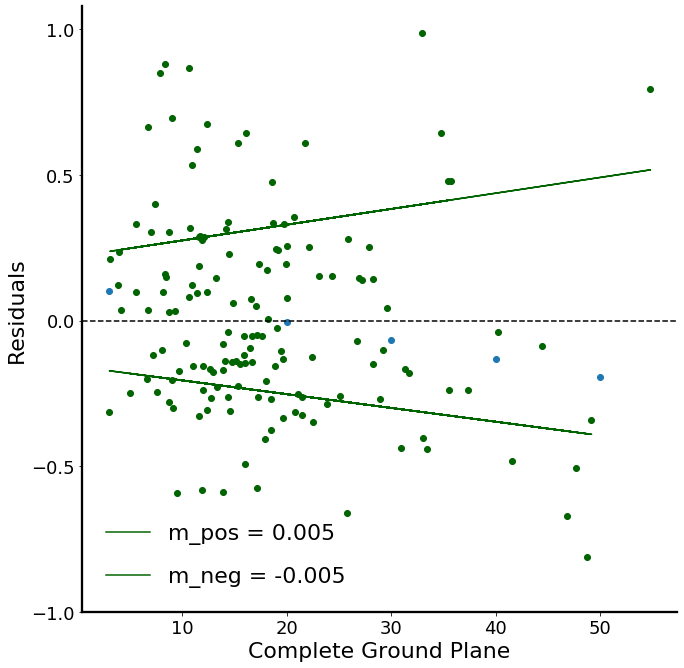 1.0
0.5
0.0
−0.5
−1.0
Residuals
m_pos = 0.005
m_neg = -0.005
10 20 30 40 50
Complete Ground Plane